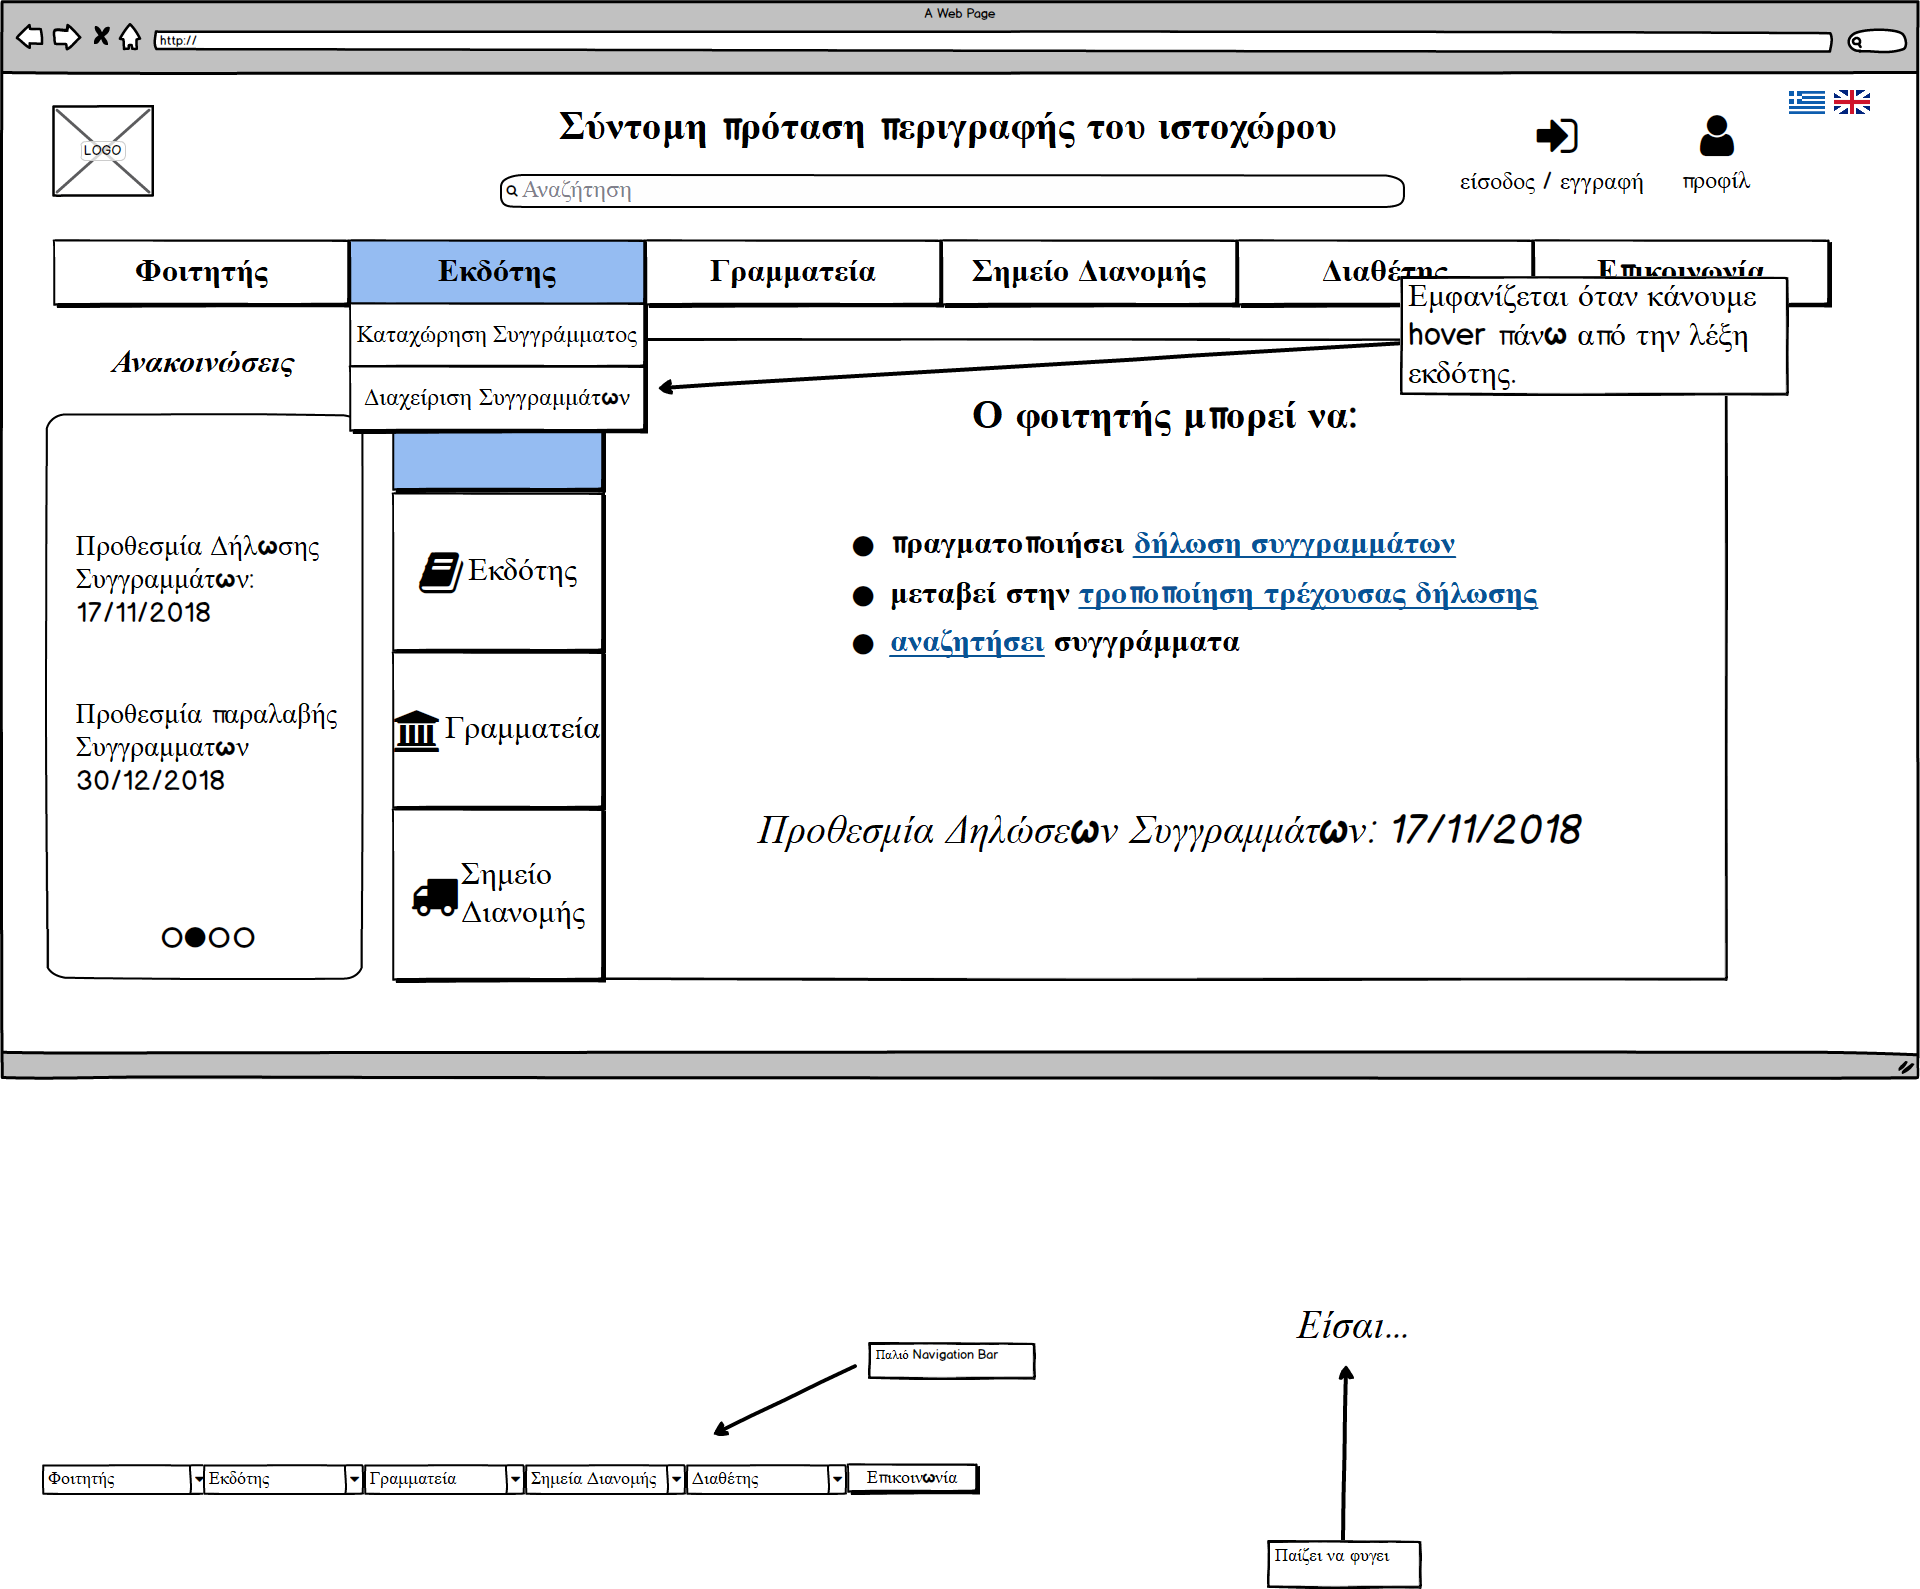 A Web Page
http://
LOGO
Σύντομη πρόταση περιγραφής του ιστοχώρου
Αναζήτηση
είσοδος / εγγραφή
προφίλ
Φοιτητής
Εκδότης
Γραμματεία
Σημείο Διανομής
Διαθέτης
Επικοινωνία
Εμφανίζεται όταν κάνουμε
hover πάνω από την λέξη
εκδότης.
Καταχώρηση Συγγράμματος
Διαχείριση Συγγραμμάτων
Ανακοινώσεις
Προθεσμία Δήλωσης
Συγγραμμάτων:
17/11/2018
Προθεσμία παραλαβής
Συγγραμματων
30/12/2018
Εκδότης
Γραμματεία
Σημείο
Διανομής
Ο φοιτητής μπορεί να:
πραγματοποιήσει δήλωση συγγραμμάτων
μεταβεί στην τροποποίηση τρέχουσας δήλωσης
αναζητήσει συγγράμματα
Προθεσμία Δηλώσεων Συγγραμμάτων: 17/11/2018
Είσαι...
Παλιό Navigation Bar
Φοιτητής
Εκδότης
Γραμματεία
Σημεία Διανομής
Διαθέτης
Επικοινωνία
Παίζει να φυγει